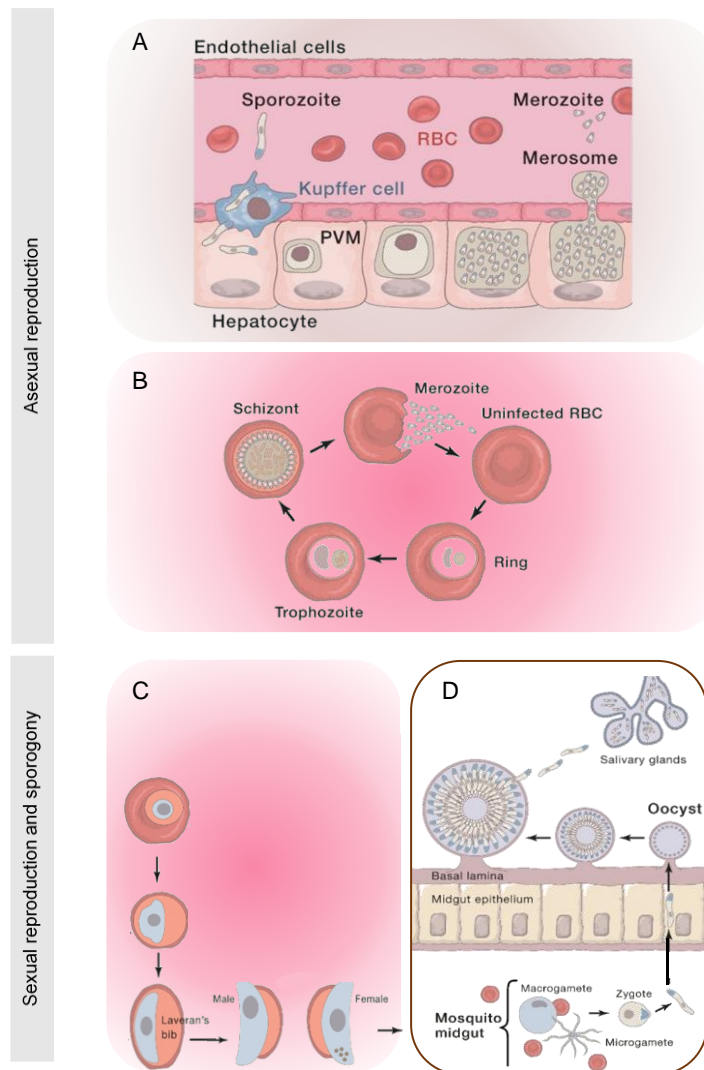 Asexual reproduction
A
Endothelial cells
Sporozoite
Merozoite
RBC
Merosome
Kupffer cell
PVM
Hepatocyte
B
Merozoite
Schizont
Uninfected RBC
Ring
Trophozoite
Sexual reproduction and sporogony
C
Male
Female
Laveran's
bib
D
Salivary glands
Oocyst
Basal lamina
Midgut epithelium
Macrogamete
Zygote
Mosquito
midgut
Microgamete